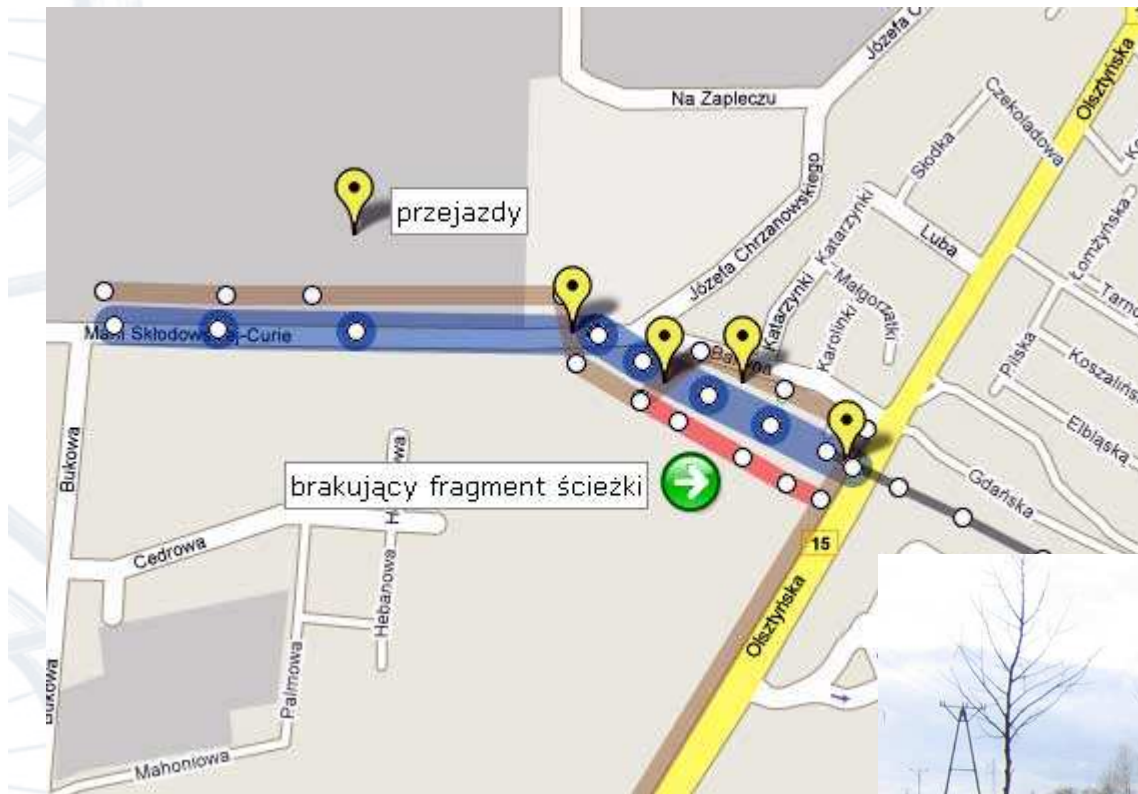 Józefa C
Olsztyńska
Na Zapleczu
Czekoladowa
Słodka
przejazdy
Józefa Chrzanowskiego
Katarzynki
Luba
Łomżyńska
Tarno
Katarzynki
Małgorzatki
Karolinki
Pilska
Koszalińs
Elbląska
Bukowa
brakujący fragment ścieżki
Gdańska
15
Cedrowa
Hebanowa
Olsztyńska
Bukowa
Palmowa
Mahoniowa